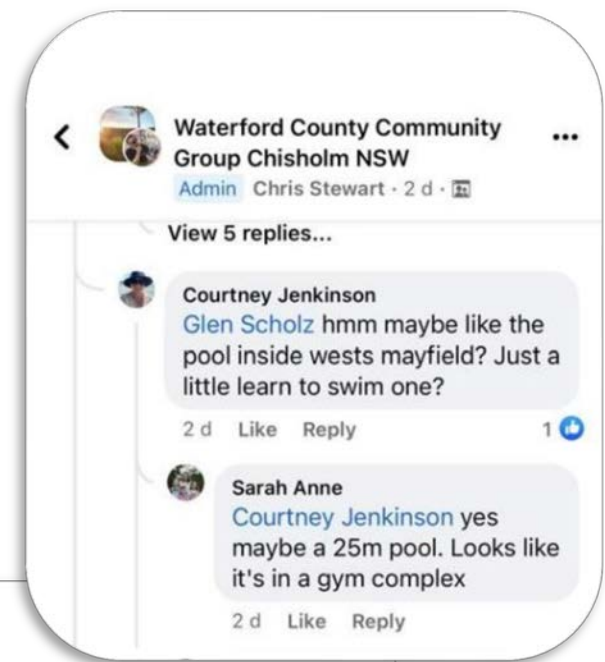 Waterford County Community
Group Chisholm NSW
Admin Chris Stewart · 2 d ·
View 5 replies...
Courtney Jenkinson
Glen Scholz hmm maybe like the
pool inside wests mayfield? Just a
little learn to swim one?
2 d Like Reply 1
Sarah Anne
Courtney Jenkinson yes
maybe a 25m pool. Looks like
it's in a gym complex
2 d Like Reply